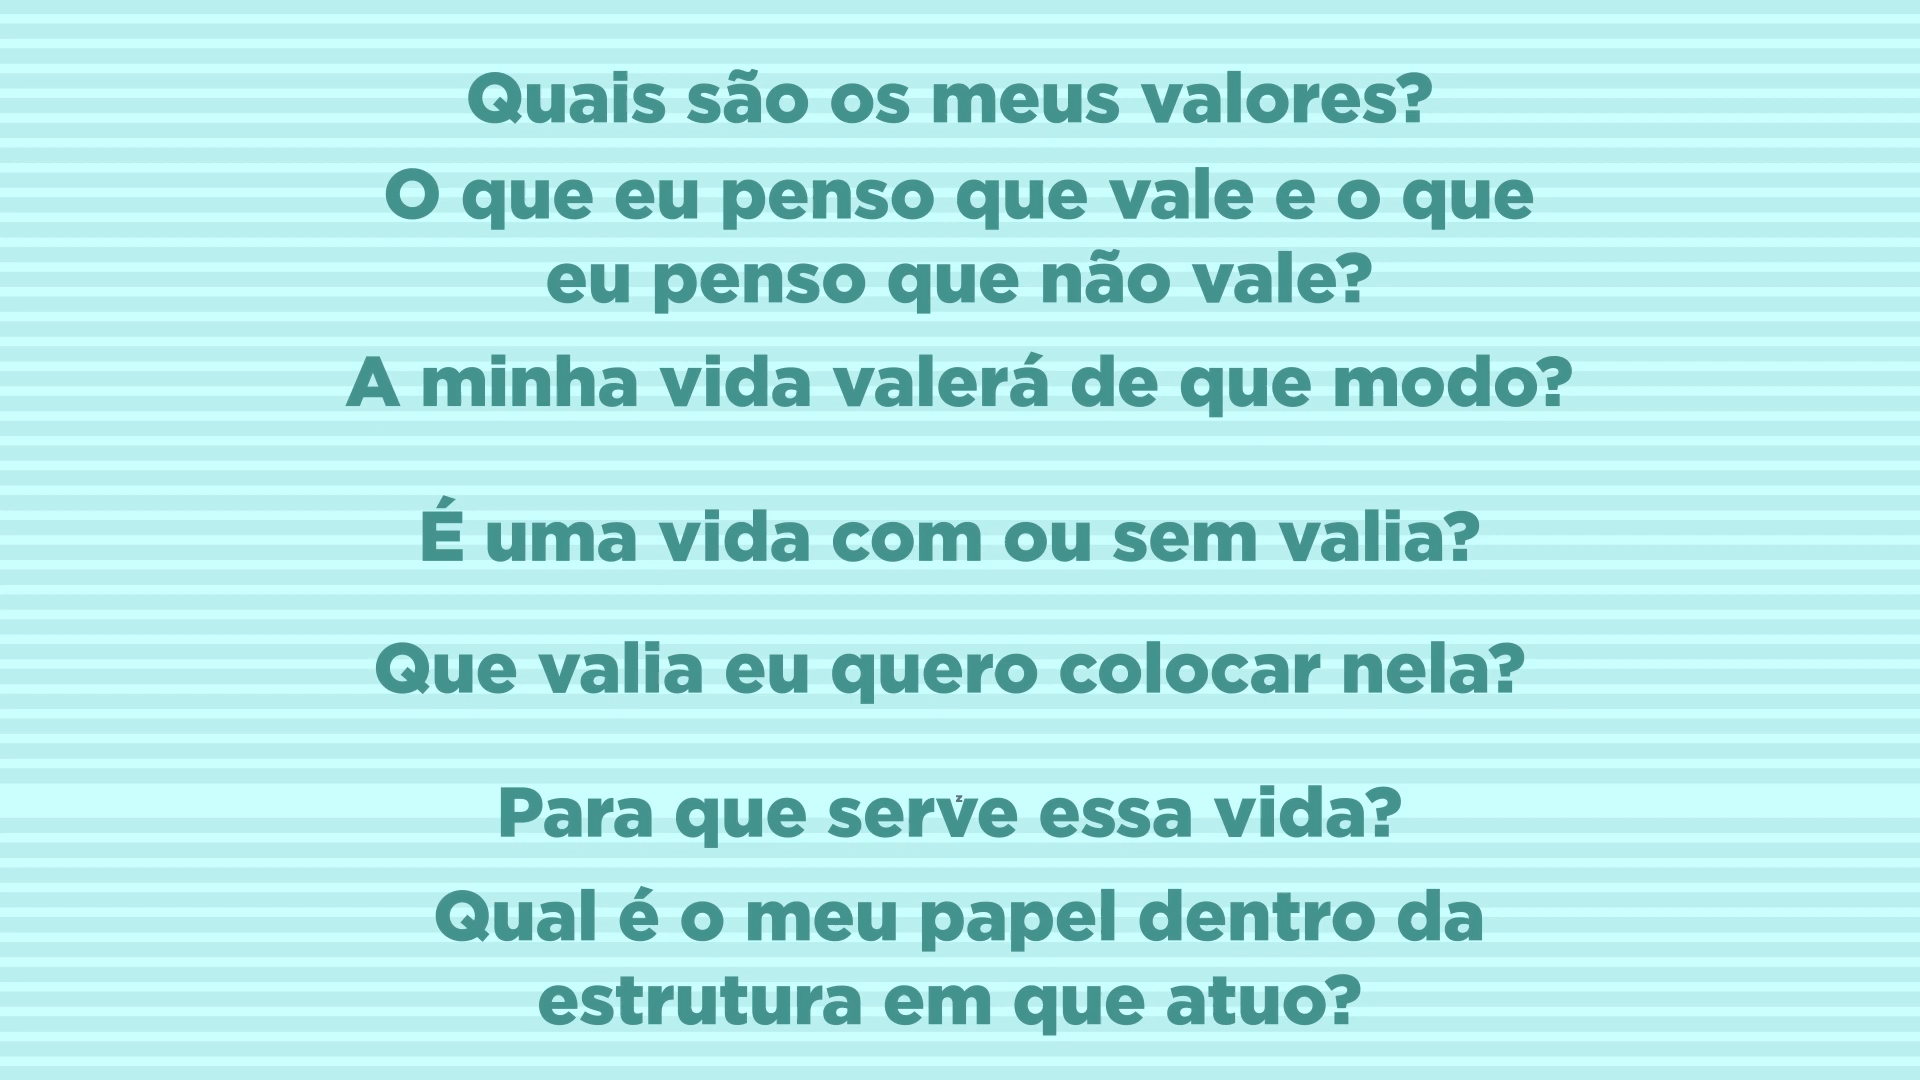 Quais são os meus valores?
O que eu penso que vale e o que
eu penso que não vale?
A minha vida valerá de que modo?
É uma vida com ou sem valia?
Que valia eu quero colocar nela?
z
Para que serve essa vida?
Qual é o meu papel dentro da
estrutura em que atuo?